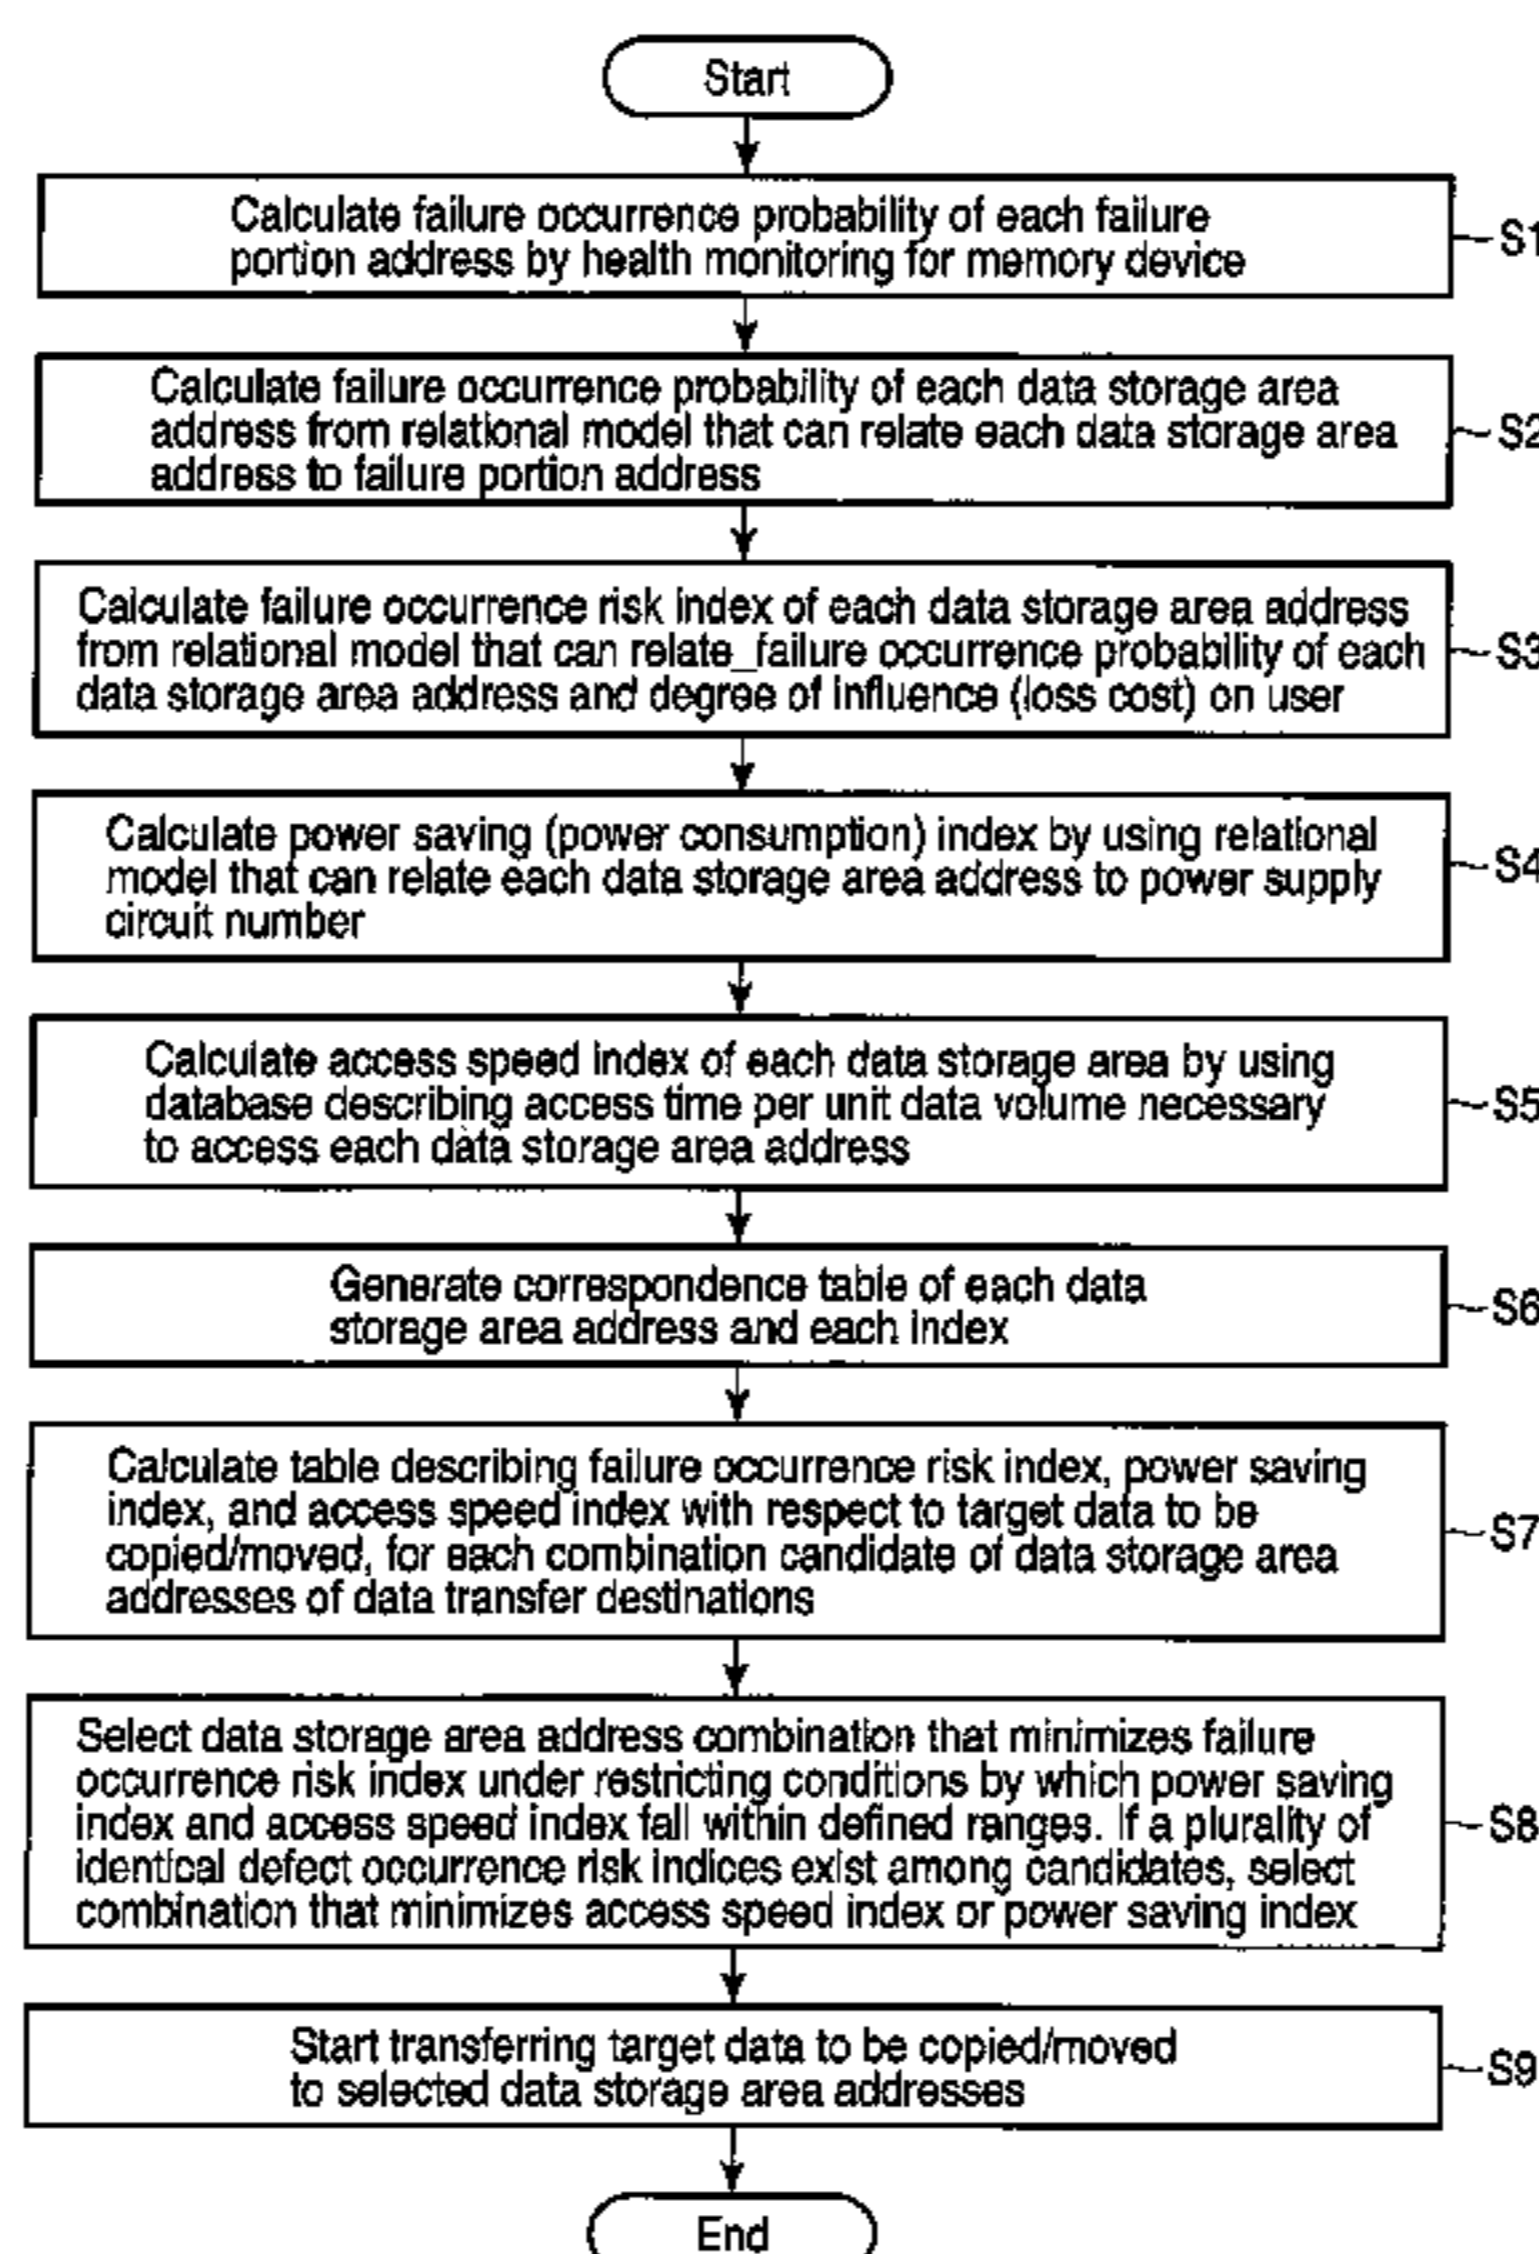 Start
Calculate failure occurrence probability of each failure
portion address by health monitoring for memory device
S1
Calculate failure occurrence probability of each data storage area
address from relational model that can relate each data storage area
address to failure portion address
S2
Calculate failure occurrence risk index of each data storage area address
from relational model that can relate_failure occurrence probability of each
data storage area address and degree of influence (loss cost) on user
S3
Calculate power saving (power consumption) index by using relational
model that can relate each data storage area address to power supply
circuit number
S4
Calculate access speed index of each data storage area by using
database describing access time per unit data volume necessary
to access each data storage area address
S5
Generate correspondence table of each data
storage area address and each index
S6
Calculate table describing failure occurrence risk index, power saving
index, and access speed index with respect to target data to be
copied/moved, for each combination candidate of data storage area
addresses of data transfer destinations
S7
Select data storage area address combination that minimizes failure
occurrence risk index under restricting conditions by which power saving
index and access speed index fall within defined ranges. If a plurality of
identical defect occurrence risk indices exist among candidates, select
combination that minimizes access speed index or power saving index
S8
Start transferring target data to be copied/moved
to selected data storage area addresses
S9
End